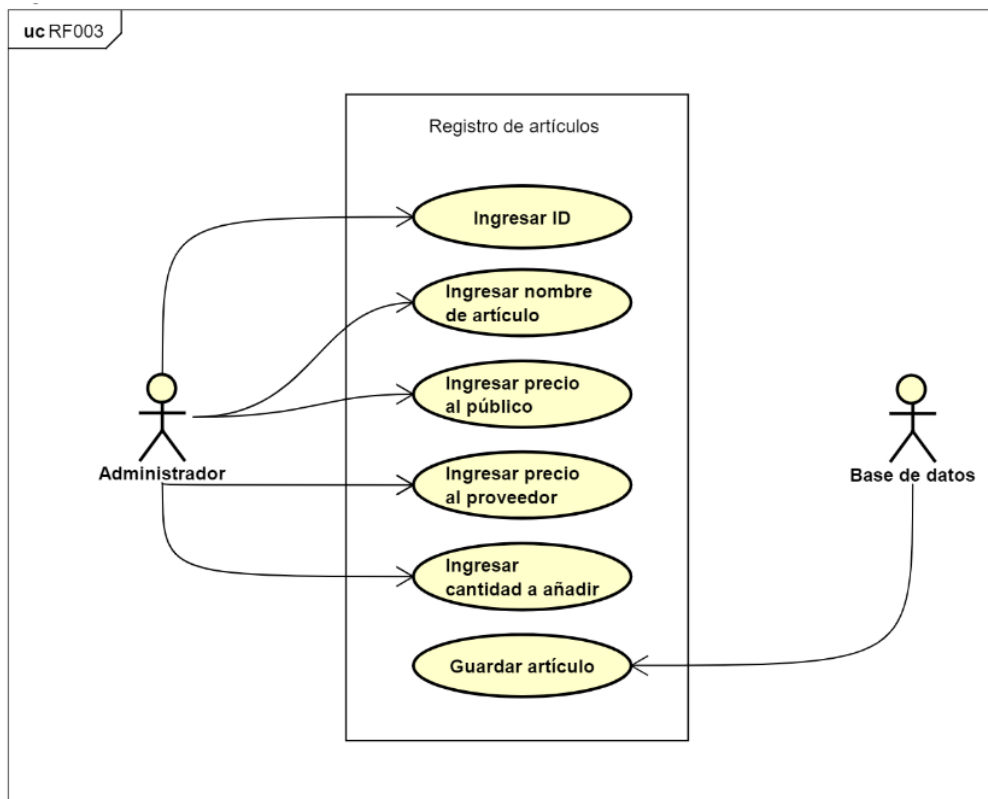 uc RF003
Registro de artículos
Ingresar ID
Ingresar nombre
de artículo
Ingresar precio
al público
Administrador
Ingresar precio
al proveedor
Base de datos
Ingresar
cantidad a añadir
Guardar artículo